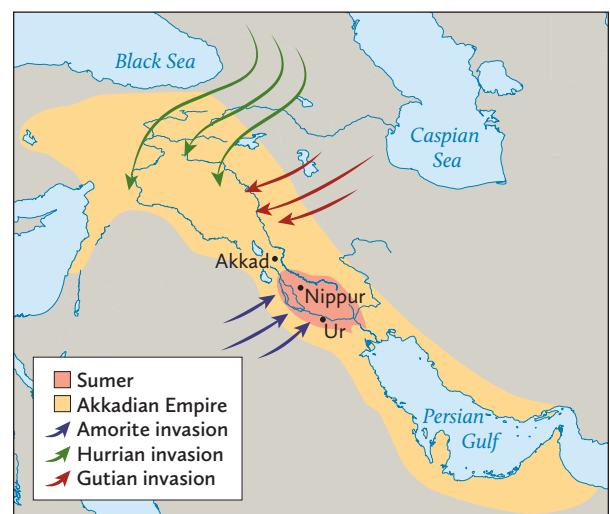 Black Sea
Caspian
Sea
Akkad
Nippur
Ur
Persian
Gulf
Sumer
Akkadian Empire
Amorite invasion
Hurrian invasion
Gutian invasion